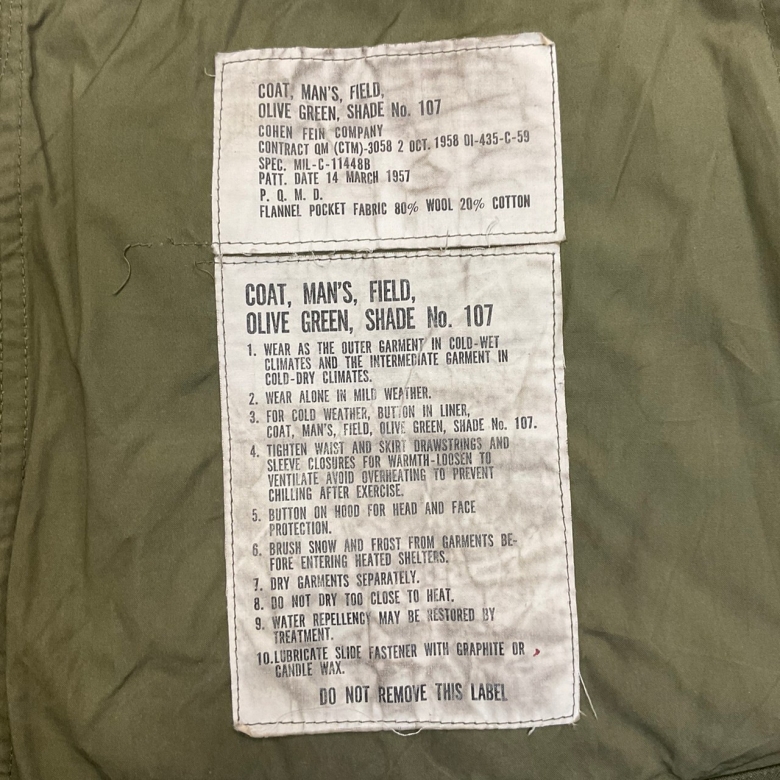 COAT, MAN'S, FIELD,
OLIVE GREEN, SHADE No. 107
COHEN FEIN COMPANY
CONTRACT QM (CTM)-3058 2 OCT. 1958 OI-435-C-59
SPEC. MIL-C-11448B
PATT. DATE 14 MARCH 1957
P. Q. M. D.
FLANNEL POCKET FABRIC 80% WOOL 20% COTTON
COAT, MAN'S, FIELD,
OLIVE GREEN, SHADE No. 107
1. WEAR AS THE OUTER GARMENT IN COLD-WET
CLIMATES AND THE INTERMEDIATE GARMENT IN
COLD-DRY CLIMATES.
2. WEAR ALONE IN MILD WEATHER.
3. FOR COLD WEATHER, BUTTON IN LINER,
COAT, MAN'S, FIELD, OLIVE GREEN, SHADE No. 107.
4. TIGHTEN WAIST AND SKIRT DRAWSTRINGS AND
SLEEVE CLOSURES FOR WARMTH-LOOSEN TO
VENTILATE AVOID OVERHEATING TO PREVENT
CHILLING AFTER EXERCISE.
5. BUTTON ON HOOD FOR HEAD AND FACE
PROTECTION.
6. BRUSH SNOW AND FROST FROM GARMENTS BE-
FORE ENTERING HEATED SHELTERS.
7. DRY GARMENTS SEPARATELY.
8. DO NOT DRY TOO CLOSE TO HEAT.
9. WATER REPELLENCY MAY BE RESTORED BY
TREATMENT.
10.LUBRICATE SLIDE FASTENER WITH GRAPHITE OR
CANDLE WAX.
DO NOT REMOVE THIS LABEL